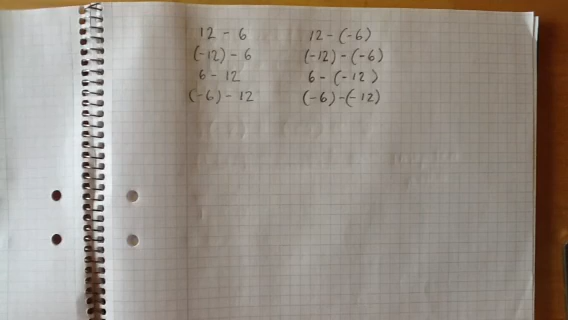 12 - 6
(-12) - 6
6 - 12
(-6) - 12
12 - (-6)
(-12) - (-6)
6 - (-12)
(-6) - (-12)